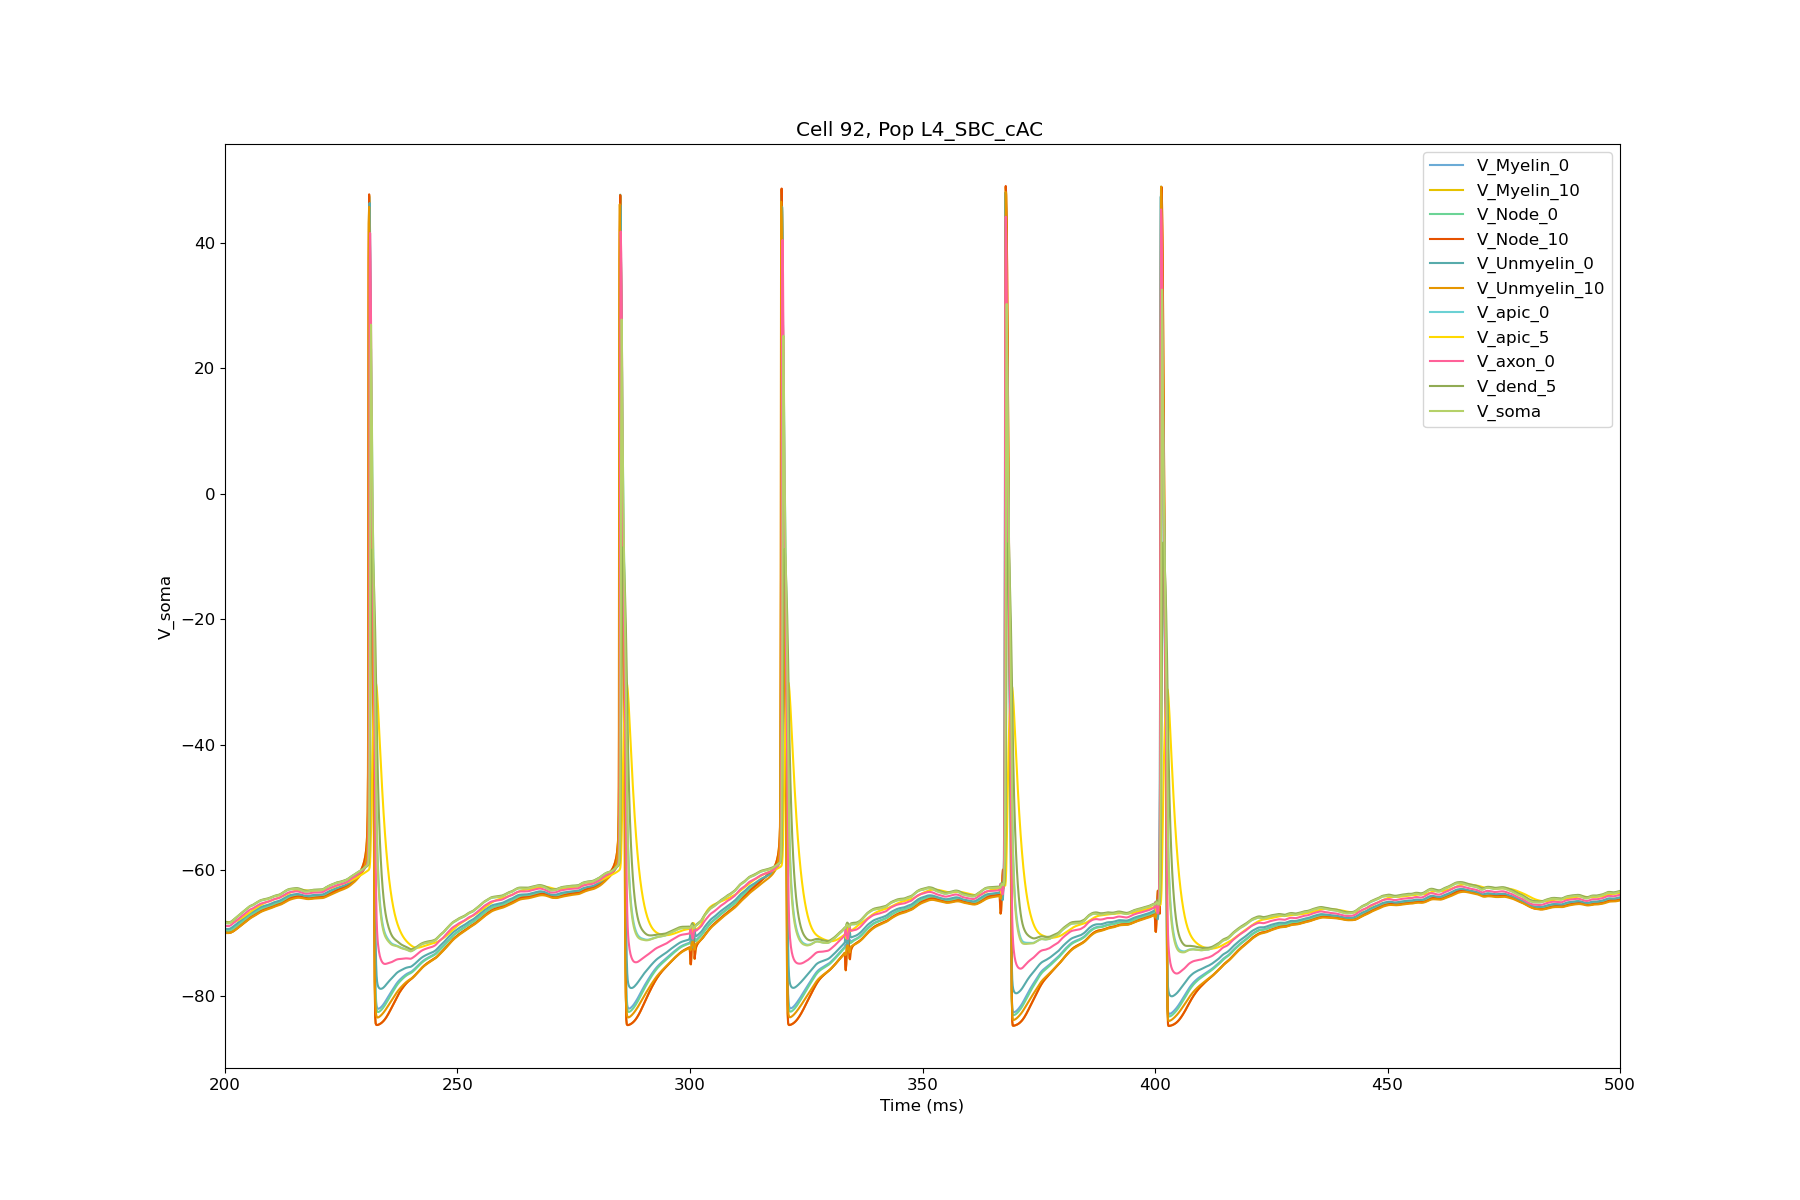 Cell 92, Pop L4_SBC_cAC
V_Myelin_0
V_Myelin_10
V_Node_0
V_Node_10
V_Unmyelin_0
V_Unmyelin_10
V_apic_0
V_apic_5
V_axon_0
V_dend_5
V_soma
40
20
0
−20
−40
−60
−80
V_soma
200
250
300
350
400
450
500
Time (ms)